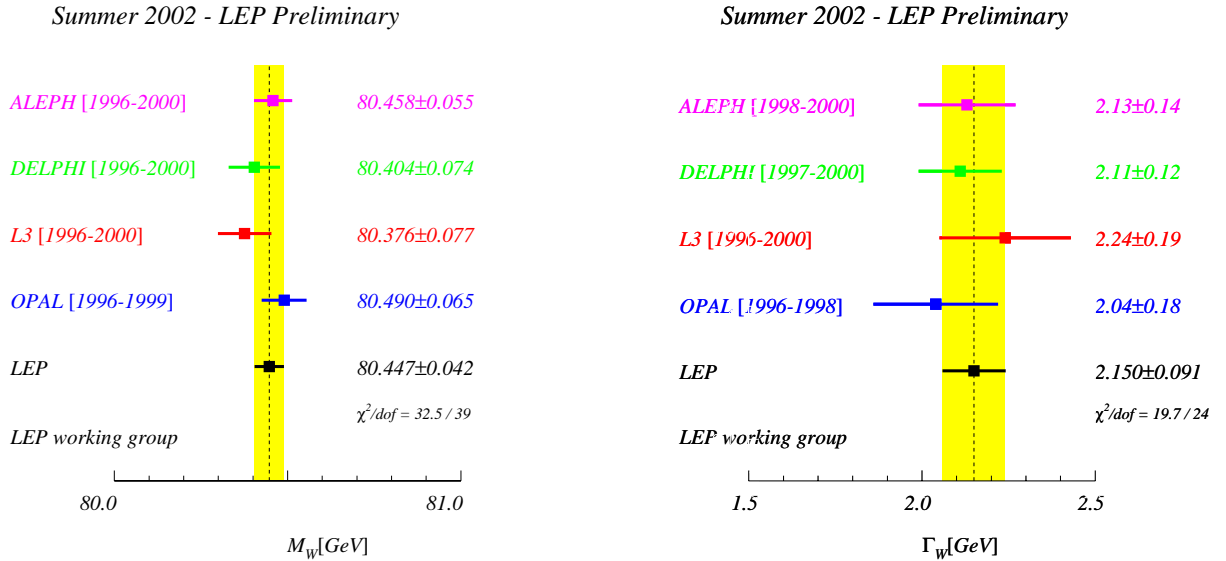 Summer 2002 - LEP Preliminary
ALEPH [1996-2000] 80.458±0.055
DELPHI [1996-2000] 80.404±0.074
L3 [1996-2000] 80.376±0.077
OPAL [1996-1999] 80.490±0.065
LEP 80.447±0.042
χ²/dof = 32.5 / 39
LEP working group
80.0 81.0
M_W[GeV]
Summer 2002 - LEP Preliminary
ALEPH [1998-2000] 2.13±0.14
DELPHI [1997-2000] 2.11±0.12
L3 [1996-2000] 2.24±0.19
OPAL [1996-1998] 2.04±0.18
LEP 2.150±0.091
χ²/dof = 19.7 / 24
LEP working group
1.5 2.0 2.5
Γ_W[GeV]